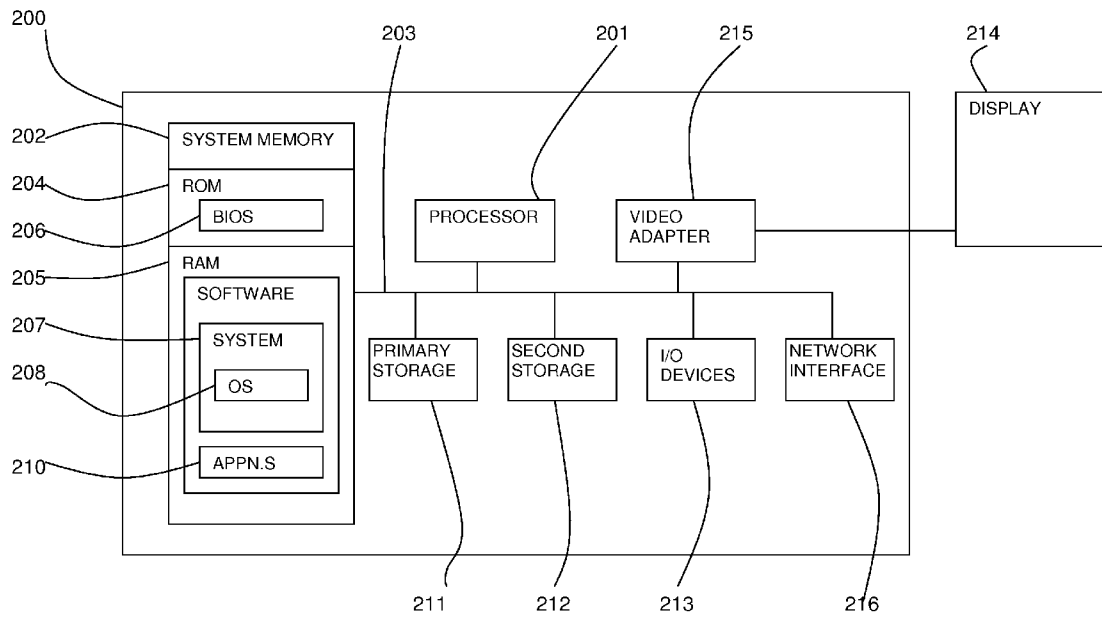 200
203
201
215
214
DISPLAY
202
SYSTEM MEMORY
204
ROM
206
BIOS
PROCESSOR
VIDEO
ADAPTER
205
RAM
SOFTWARE
207
SYSTEM
208
OS
PRIMARY
STORAGE
SECOND
STORAGE
I/O
DEVICES
NETWORK
INTERFACE
210
APPN.S
211
212
213
216